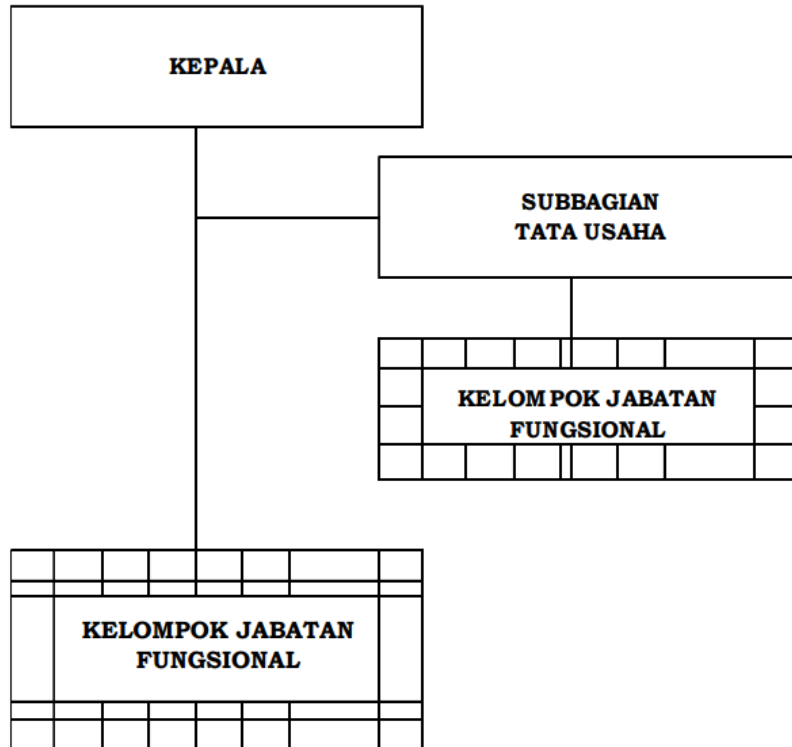 KEPALA
SUBBAGIAN
TATA USAHA
KELOMPOK JABATAN
FUNGSIONAL
KELOMPOK JABATAN
FUNGSIONAL